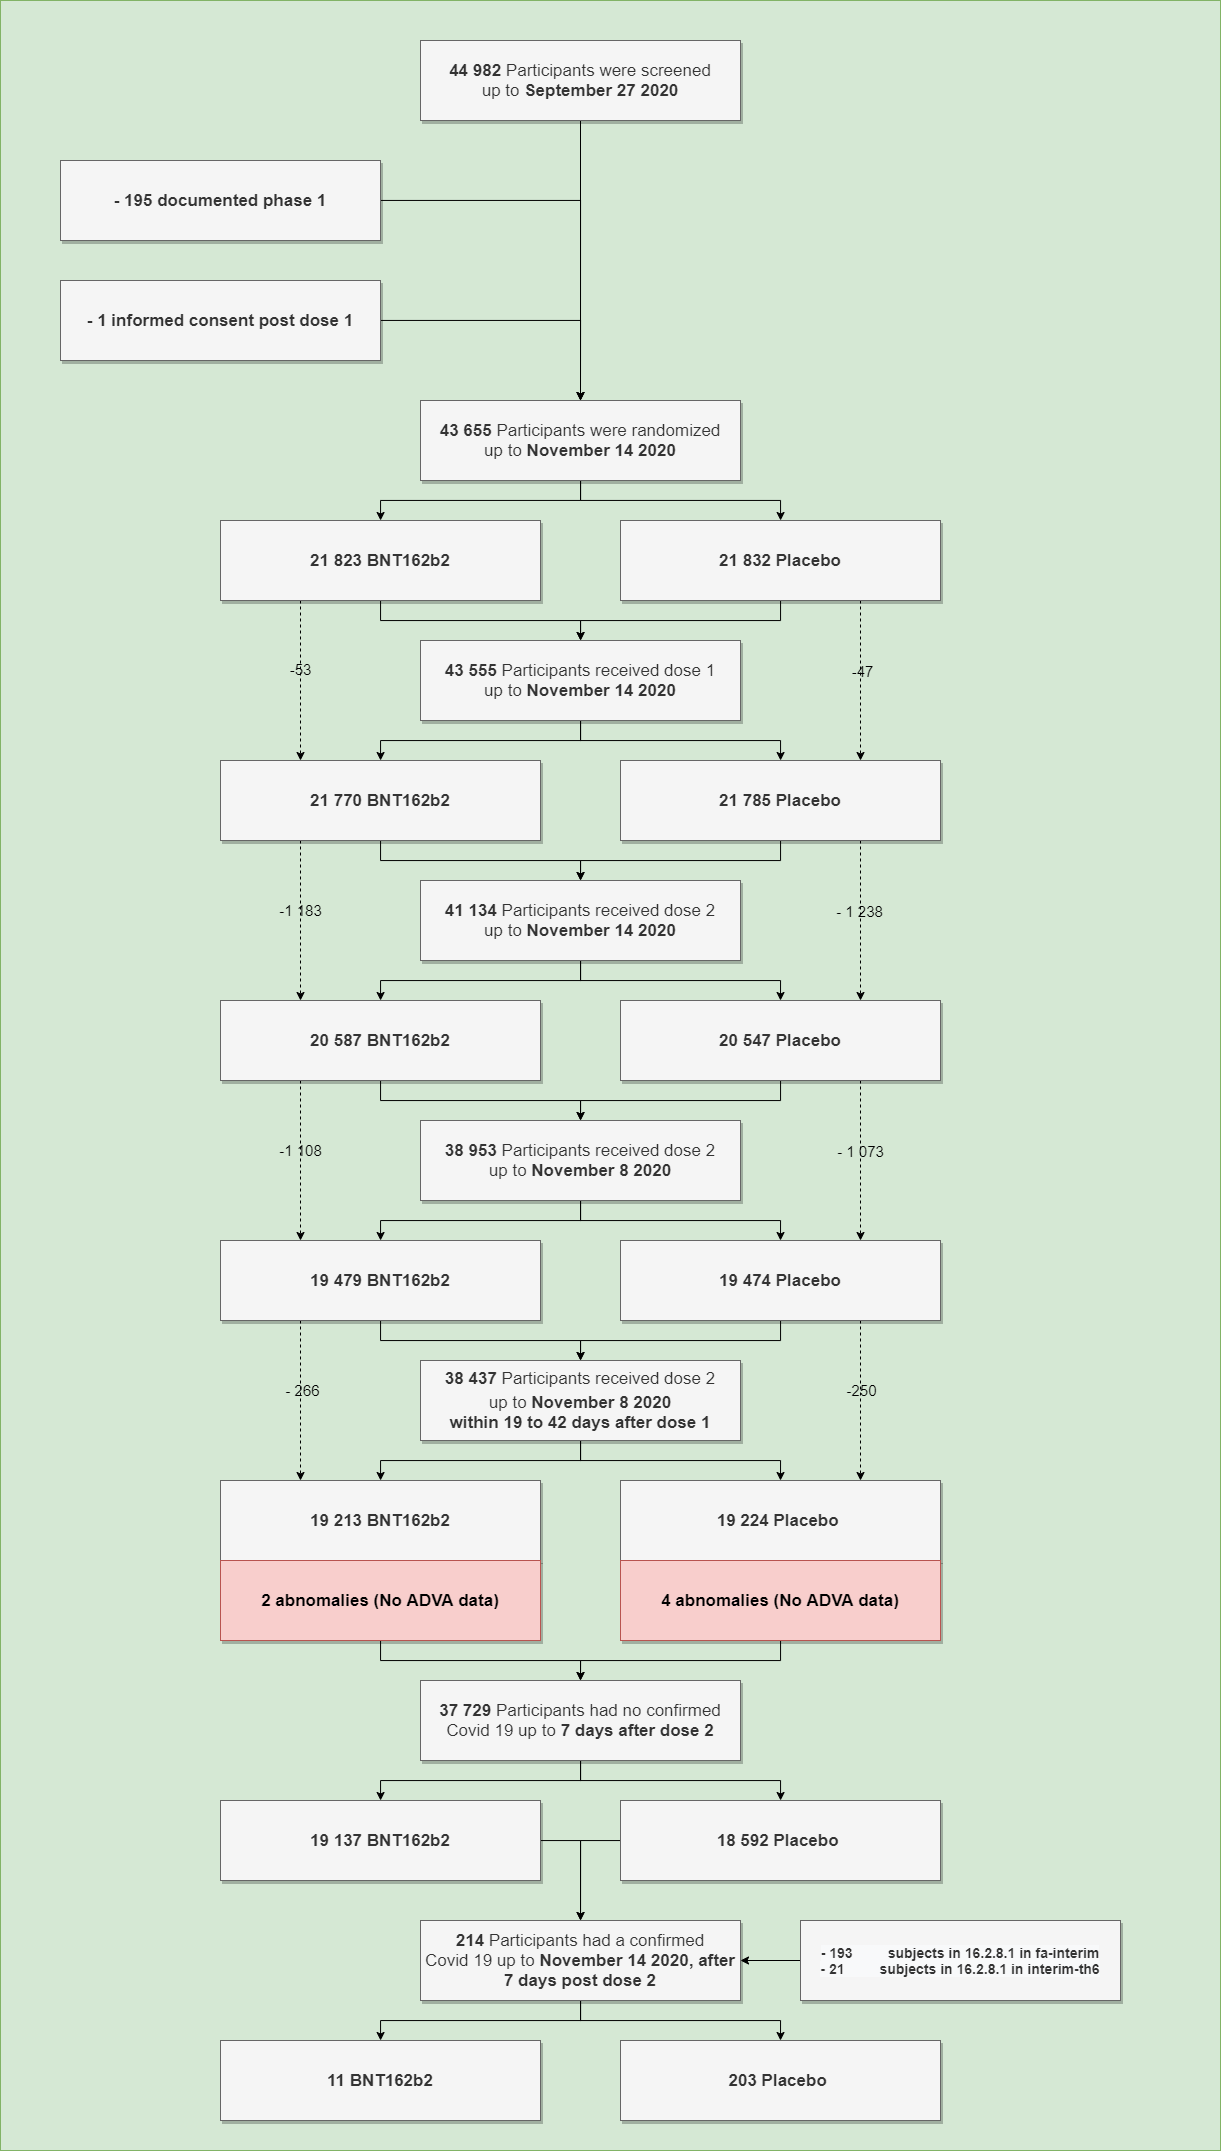 44 982 Participants were screened
up to September 27 2020
- 195 documented phase 1
- 1 informed consent post dose 1
43 655 Participants were randomized
up to November 14 2020
21 823 BNT162b2
21 832 Placebo
-53
43 555 Participants received dose 1
up to November 14 2020
-47
21 770 BNT162b2
21 785 Placebo
-1 183
41 134 Participants received dose 2
up to November 14 2020
- 1 238
20 587 BNT162b2
20 547 Placebo
-1 108
38 953 Participants received dose 2
up to November 8 2020
- 1 073
19 479 BNT162b2
19 474 Placebo
- 266
38 437 Participants received dose 2
up to November 8 2020
within 19 to 42 days after dose 1
-250
19 213 BNT162b2
19 224 Placebo
2 abnomalies (No ADVA data)
4 abnomalies (No ADVA data)
37 729 Participants had no confirmed
Covid 19 up to 7 days after dose 2
19 137 BNT162b2
18 592 Placebo
214 Participants had a confirmed
Covid 19 up to November 14 2020, after
7 days post dose 2
- 193 subjects in 16.2.8.1 in fa-interim
- 21 subjects in 16.2.8.1 in interim-th6
11 BNT162b2
203 Placebo